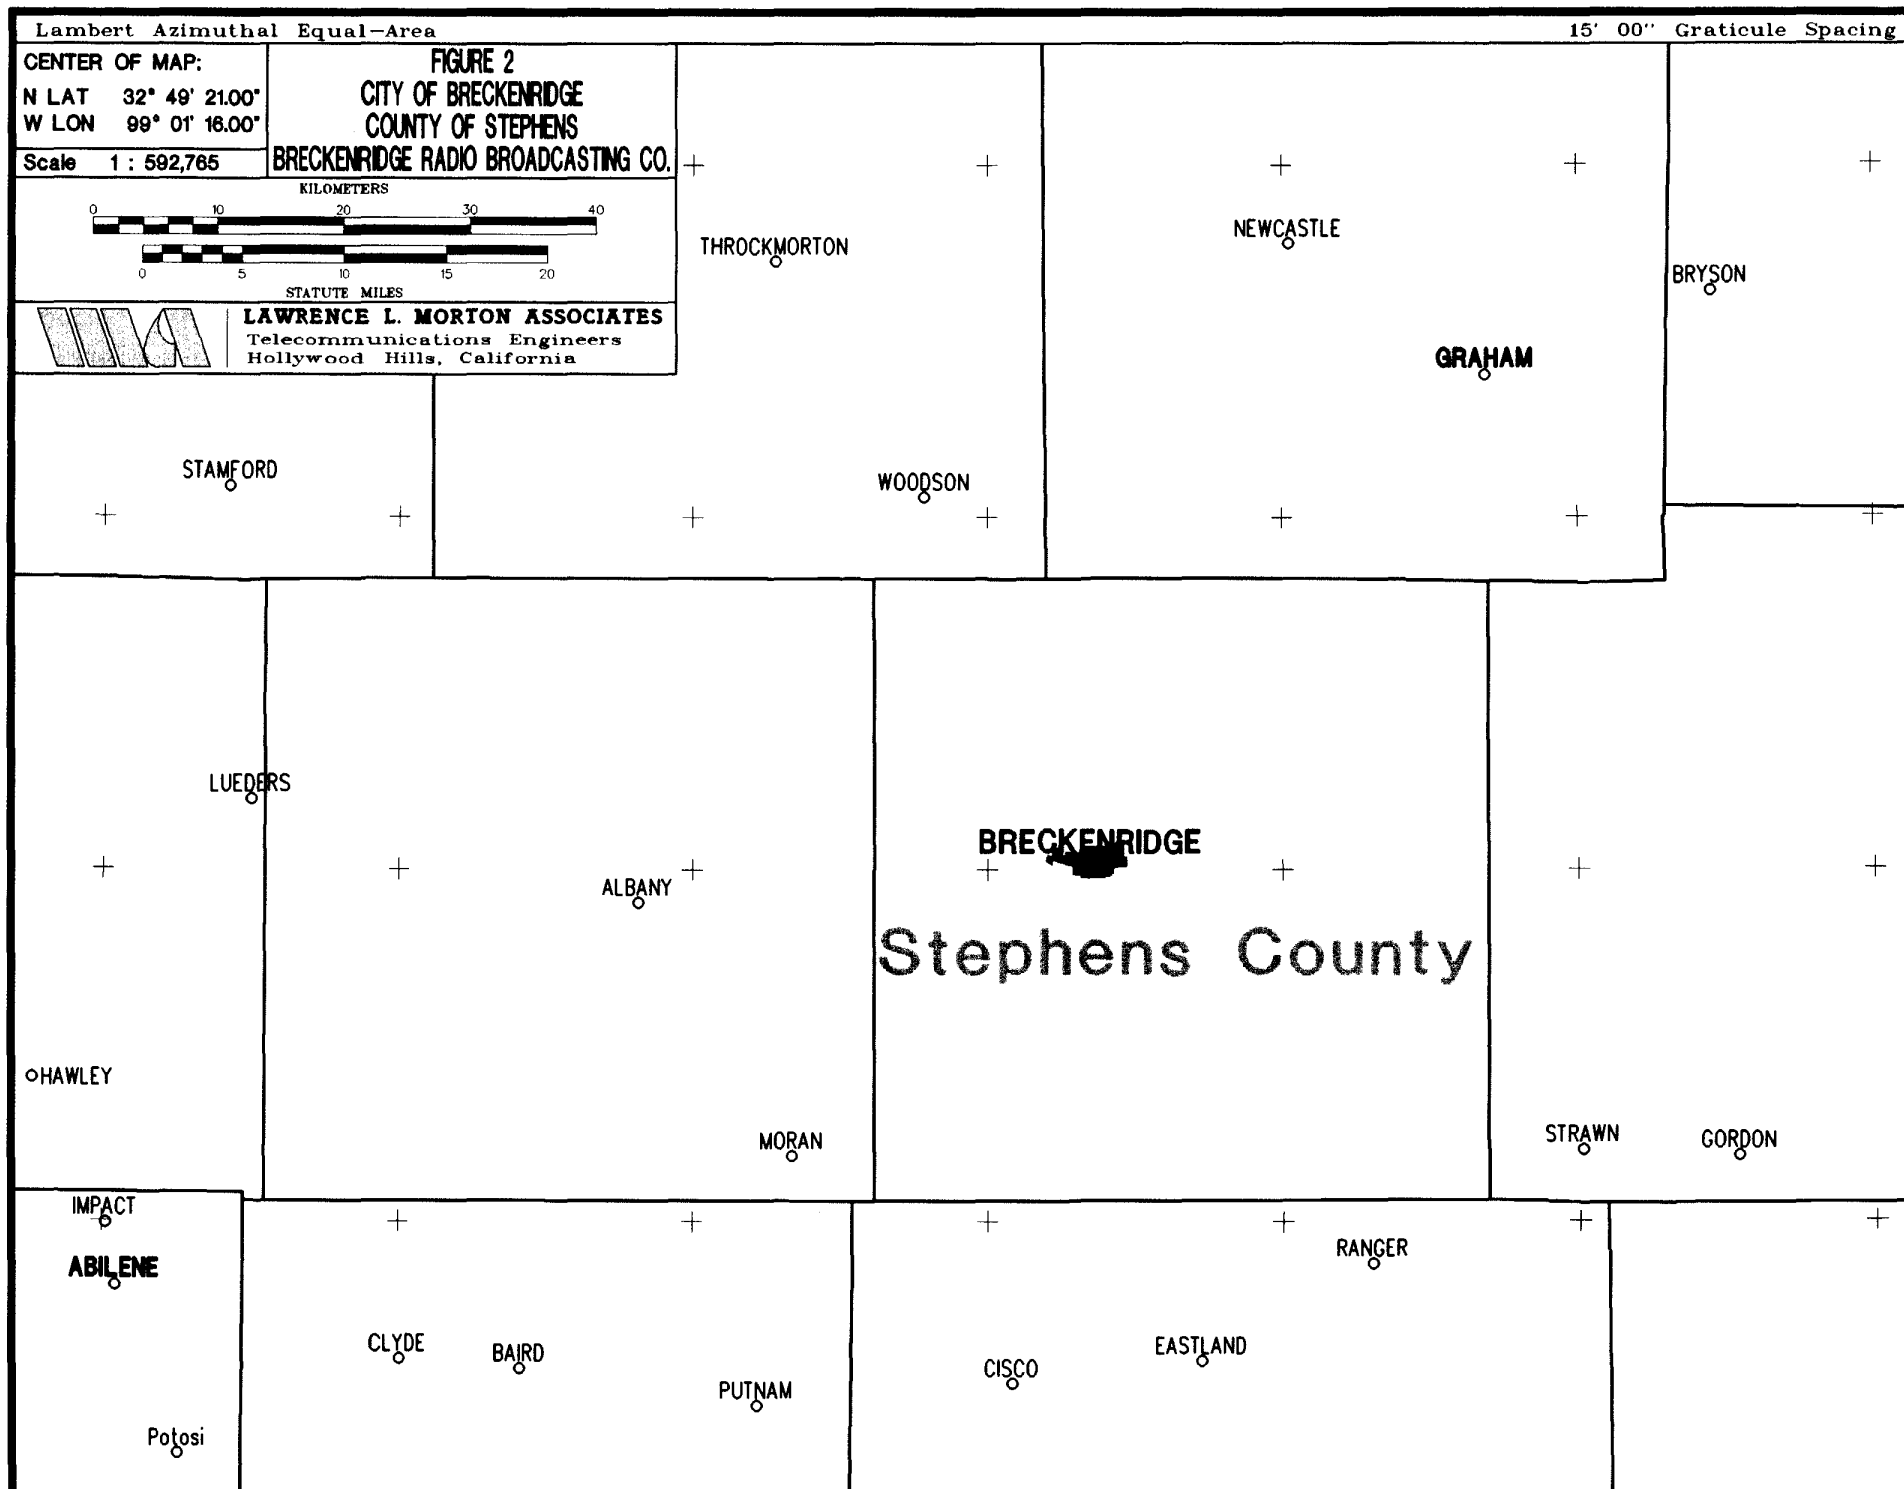 Lambert Azimuthal Equal-Area
15' 00" Graticule Spacing
CENTER OF MAP:
N LAT 32° 49' 21.00"
W LON 99° 01' 16.00"
Scale 1 : 592,765
FIGURE 2
CITY OF BRECKENRIDGE
COUNTY OF STEPHENS
BRECKENRIDGE RADIO BROADCASTING CO.
KILOMETERS
0 10 20 30 40
0 5 10 15 20
STATUTE MILES
LAWRENCE L. MORTON ASSOCIATES
Telecommunications Engineers
Hollywood Hills, California
NEWCASTLE
THROCKMORTON
BRYSON
GRAHAM
STAMFORD
WOODSON
LUEDERS
BRECKENRIDGE
ALBANY
Stephens County
HAWLEY
MORAN
STRAWN
GORDON
IMPACT
RANGER
ABILENE
CLYDE
BAIRD
EASTLAND
CISCO
PUTNAM
Potosi